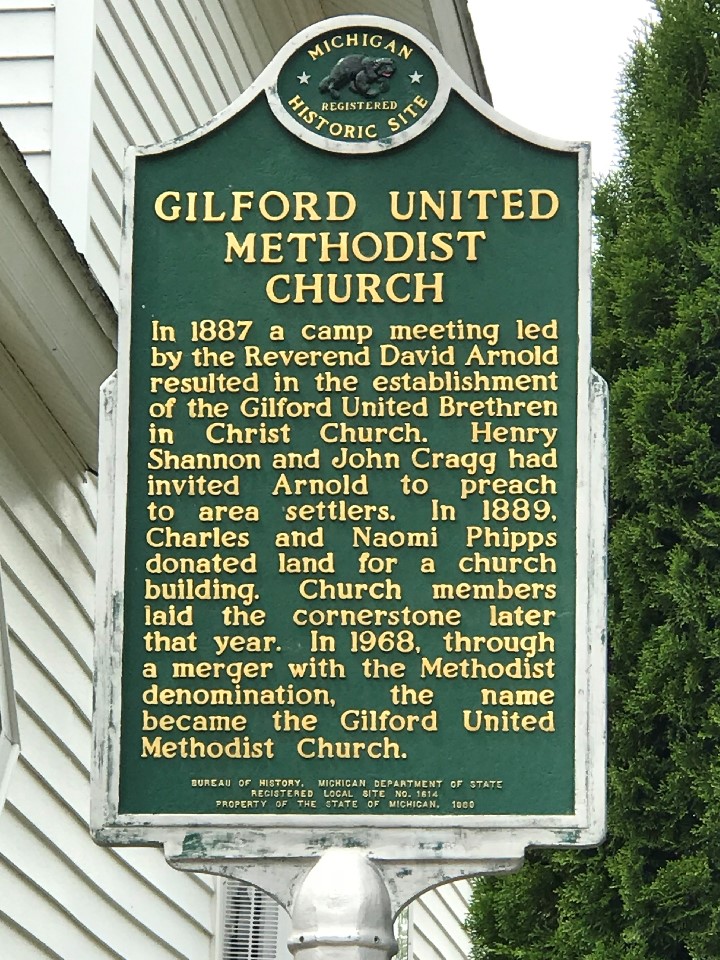 MICHIGAN
REGISTERED
HISTORIC SITE
GILFORD UNITED
METHODIST
CHURCH
In 1887 a camp meeting led
by the Reverend David Arnold
resulted in the establishment
of the Gilford United Brethren
in Christ Church. Henry
Shannon and John Cragg had
invited Arnold to preach
to area settlers. In 1889,
Charles and Naomi Phipps
donated land for a church
building. Church members
laid the cornerstone later
that year. In 1968, through
a merger with the Methodist
denomination, the name
became the Gilford United
Methodist Church.
BUREAU OF HISTORY, MICHIGAN DEPARTMENT OF STATE
REGISTERED LOCAL SITE NO. 1614
PROPERTY OF THE STATE OF MICHIGAN,